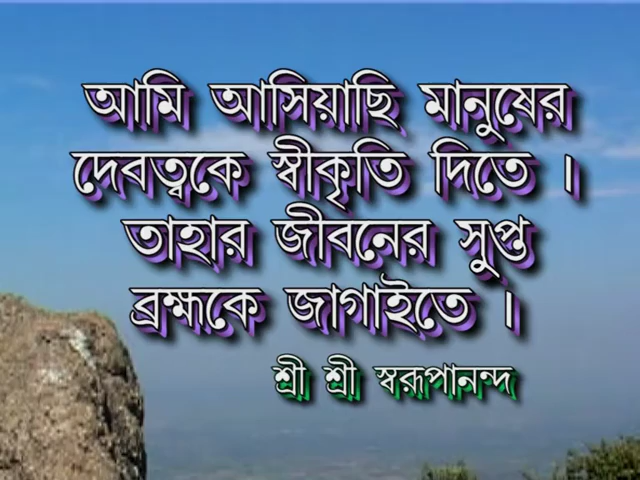 আমি আসিয়াছি মানুষের
দেবত্বকে স্বীকৃতি দিতে ।
তাহার জীবনের সুপ্ত
ব্রহ্মকে জাগাইতে ।
শ্রী শ্রী স্বরূপানন্দ